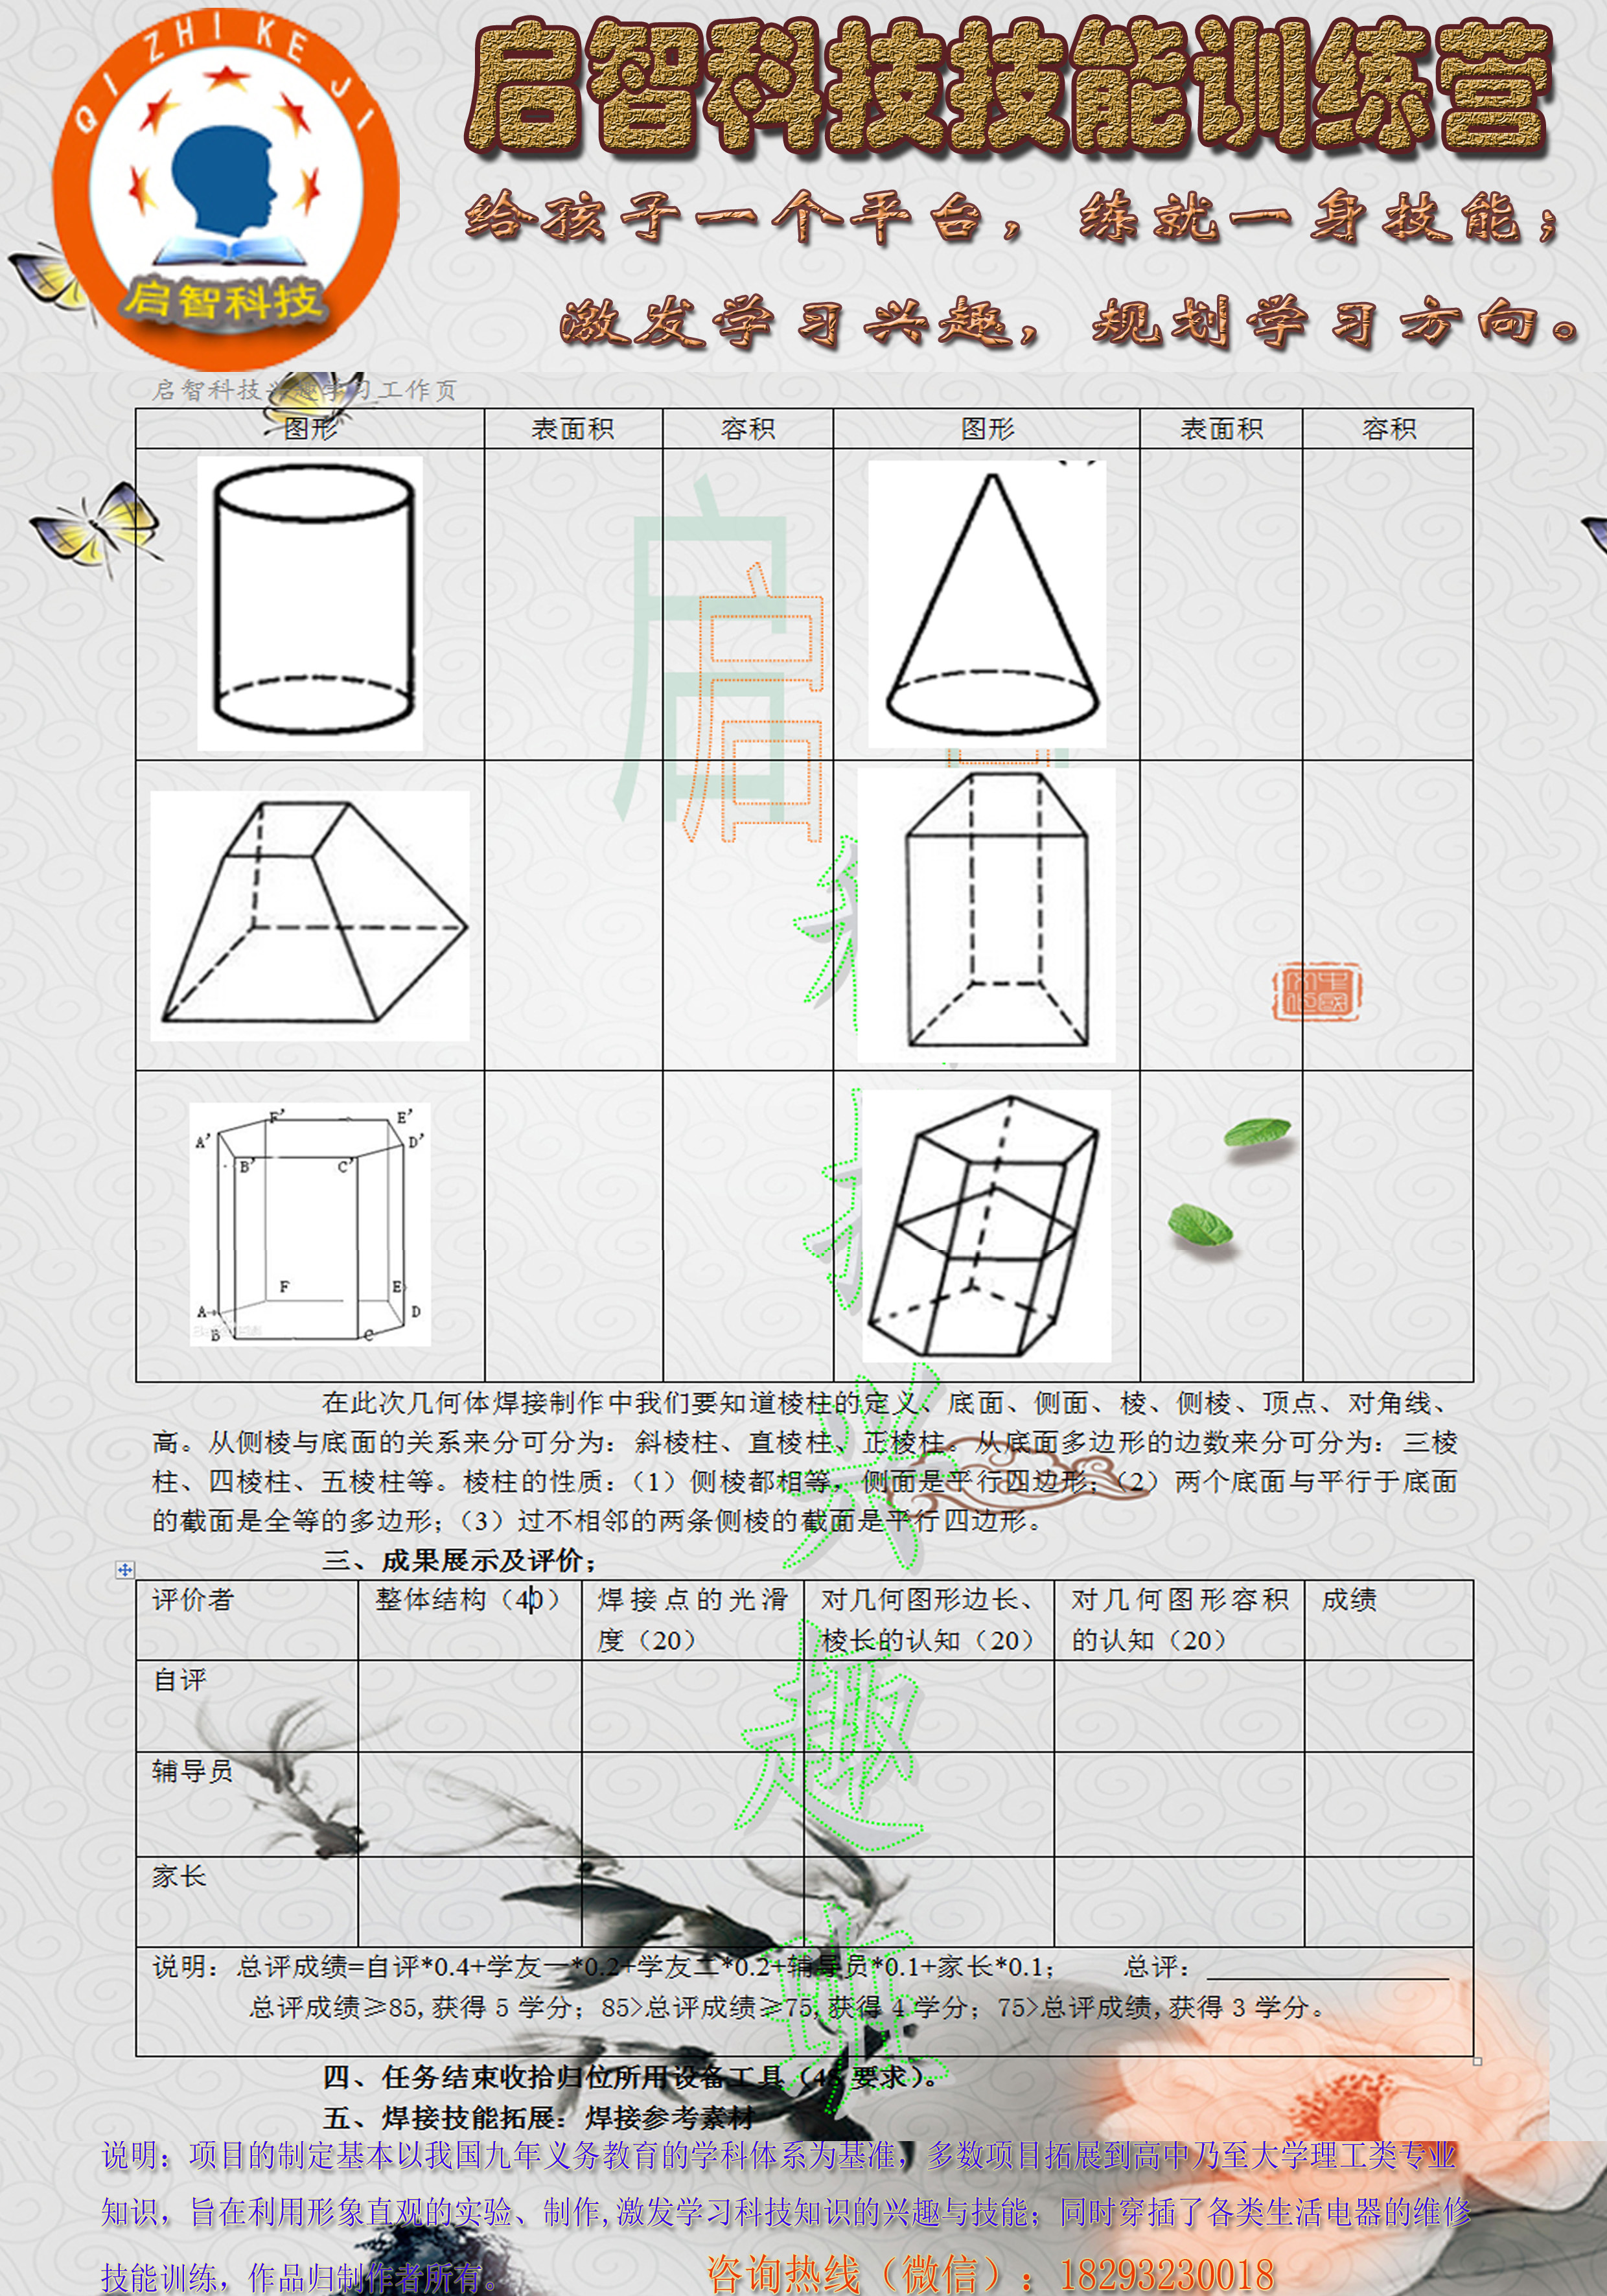 QI ZHI KE JI
启智科技
启智科技技能训练营
给孩子一个平台，练就一身技能；
激发学习兴趣，规划学习方向。
启智科技兴趣学习工作页
图形 表面积 容积 图形 表面积 容积
启
F' E'
A' D'
B' C'
F E
A D
B C
在此次几何体焊接制作中我们要知道棱柱的定义、底面、侧面、棱、侧棱、顶点、对角线、
高。从侧棱与底面的关系来分可分为：斜棱柱、直棱柱、正棱柱。从底面多边形的边数来分可分为：三棱
柱、四棱柱、五棱柱等。棱柱的性质：（1）侧棱都相等，侧面是平行四边形；（2）两个底面与平行于底面
的截面是全等的多边形；（3）过不相邻的两条侧棱的截面是平行四边形。
兴
三、成果展示及评价；
评价者 整体结构（40） 焊接点的光滑 对几何图形边长、 对几何图形容积 成绩
度（20） 棱长的认知（20） 的认知（20）
自评
趣
辅导员
家长
班
说明：总评成绩=自评*0.4+学友一*0.2+学友二*0.2+辅导员*0.1+家长*0.1； 总评：
总评成绩≥85,获得 5 学分；85>总评成绩≥75,获得 4 学分；75>总评成绩,获得 3 学分。
四、任务结束收拾归位所用设备工具（4S 要求）。
五、焊接技能拓展：焊接参考素材
说明：项目的制定基本以我国九年义务教育的学科体系为基准，多数项目拓展到高中乃至大学理工类专业
知识，旨在利用形象直观的实验、制作,激发学习科技知识的兴趣与技能；同时穿插了各类生活电器的维修
技能训练，作品归制作者所有。
咨询热线（微信）：18293230018